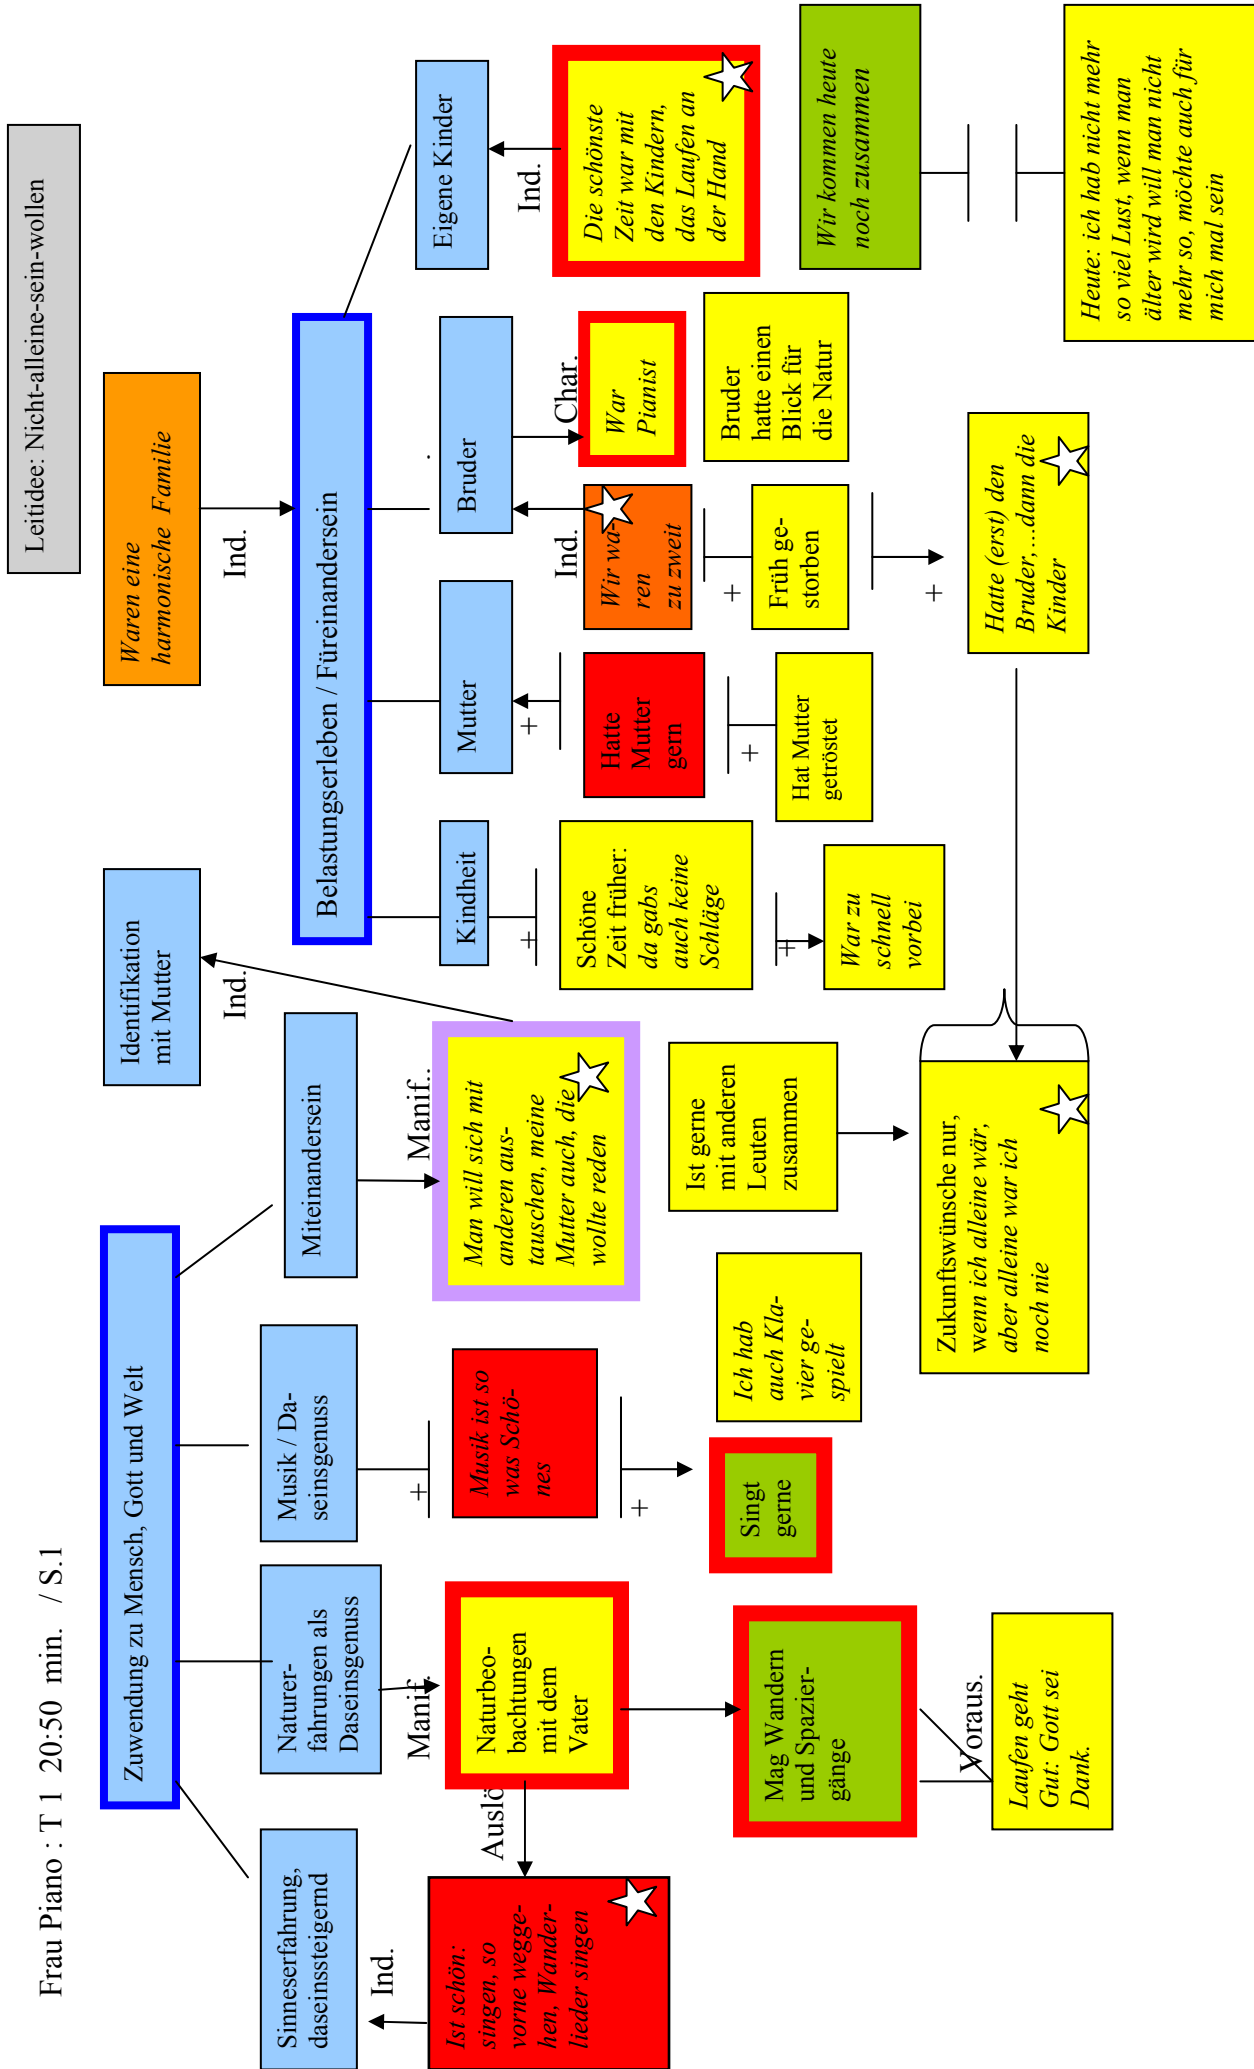 Frau Piano : T 1  20:50  min.   / S.1
Leitidee: Nicht-alleine-sein-wollen
Zuwendung zu Mensch, Gott und Welt
Identifikation
mit Mutter
Ind.
Waren eine
harmonische  Familie
Ind.
Belastungserleben / Füreinandersein
Sinneserfahrung,
daseinssteigernd
Naturer-
fahrungen als
Daseinsgenuss
Musik / Da-
seinsgenuss
Miteinandersein
Kindheit
Mutter
Bruder
Eigene Kinder
Ind.
Manif.
+
Manif..
+
+
Ind.
Char.
Ind.
Ist schön:
singen, so
vorne wegge-
hen, Wander-
lieder singen
Auslö
Naturbeo-
bachtungen
mit dem
Vater
Musik ist so
was Schö-
nes
Man will sich mit
anderen aus-
tauschen, meine
Mutter auch, die
wollte reden
Schöne
Zeit früher:
da gabs
auch keine
Schläge
Hatte
Mutter
gern
Wir wa-
ren
zu zweit
War
Pianist
Die schönste
Zeit war mit
den Kindern,
das Laufen an
der Hand
+
+
+
+
Mag Wandern
und Spazier-
gänge
Singt
gerne
Ich hab
auch Kla-
vier ge-
spielt
Ist gerne
mit anderen
Leuten
zusammen
War zu
schnell
vorbei
Hat Mutter
getröstet
Früh ge-
storben
Bruder
hatte einen
Blick für
die Natur
Wir kommen heute
noch zusammen
+
Voraus.
Laufen geht
Gut: Gott sei
Dank.
Zukunftswünsche nur,
wenn ich alleine wär,
aber alleine war ich
noch nie
Hatte (erst) den
Bruder,…dann die
Kinder
Heute: ich hab nicht mehr
so viel Lust, wenn man
älter wird will man nicht
mehr so, möchte auch für
mich mal sein